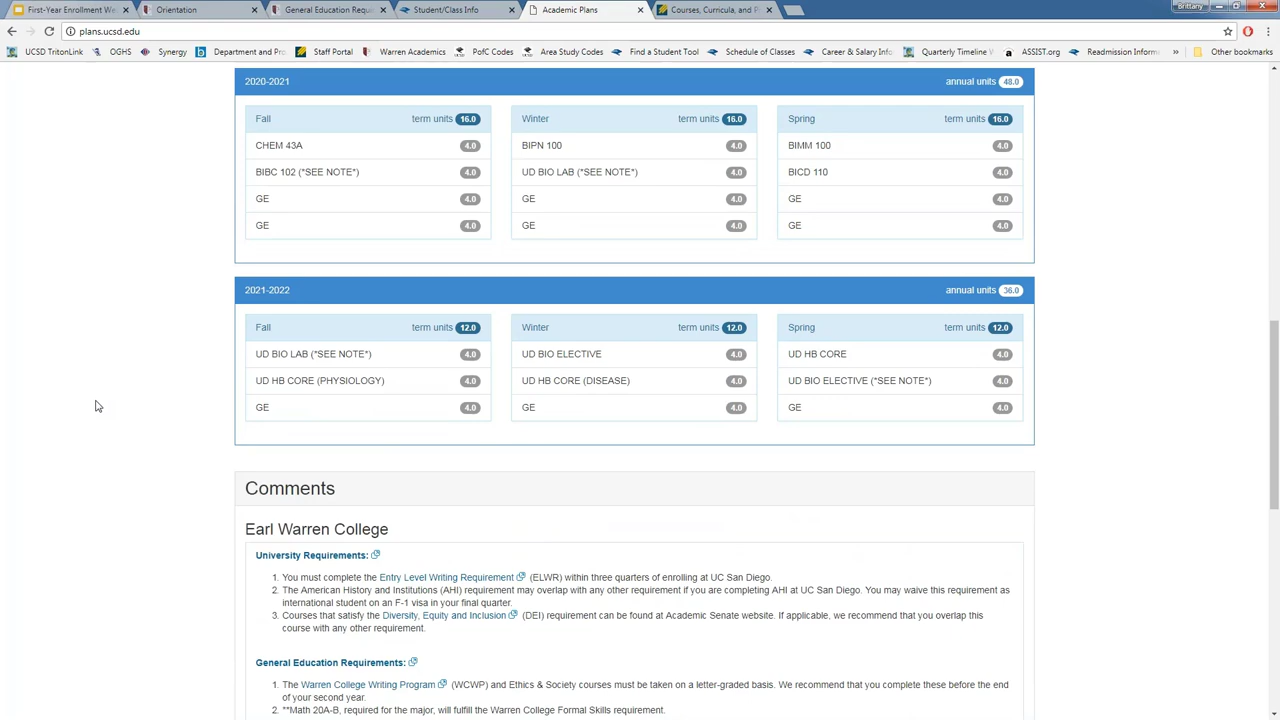 First-Year Enrollment We
Orientation
General Education Requi
Student/Class Info
Academic Plans
Courses, Curricula, and P
Brittany
plans.ucsd.edu
UCSD TritonLink
OGHS
Synergy
Department and Pro
Staff Portal
Warren Academics
PofC Codes
Area Study Codes
Find a Student Tool
Schedule of Classes
Career & Salary Info
Quarterly Timeline V
ASSIST.org
Readmission Inform
»
Other bookmarks
2020-2021 annual units 48.0
Fall term units 16.0
CHEM 43A 4.0
BIBC 102 (*SEE NOTE*) 4.0
GE 4.0
GE 4.0
Winter term units 16.0
BIPN 100 4.0
UD BIO LAB (*SEE NOTE*) 4.0
GE 4.0
GE 4.0
Spring term units 16.0
BIMM 100 4.0
BICD 110 4.0
GE 4.0
GE 4.0
2021-2022 annual units 36.0
Fall term units 12.0
UD BIO LAB (*SEE NOTE*) 4.0
UD HB CORE (PHYSIOLOGY) 4.0
GE 4.0
Winter term units 12.0
UD BIO ELECTIVE 4.0
UD HB CORE (DISEASE) 4.0
GE 4.0
Spring term units 12.0
UD HB CORE 4.0
UD BIO ELECTIVE (*SEE NOTE*) 4.0
GE 4.0
Comments
Earl Warren College
University Requirements:
1. You must complete the Entry Level Writing Requirement (ELWR) within three quarters of enrolling at UC San Diego.
2. The American History and Institutions (AHI) requirement may overlap with any other requirement if you are completing AHI at UC San Diego. You may waive this requirement as
international student on an F-1 visa in your final quarter.
3. Courses that satisfy the Diversity, Equity and Inclusion (DEI) requirement can be found at Academic Senate website. If applicable, we recommend that you overlap this
course with any other requirement.
General Education Requirements:
1. The Warren College Writing Program (WCWP) and Ethics & Society courses must be taken on a letter-graded basis. We recommend that you complete these before the end
of your second year.
2. **Math 20A-B, required for the major, will fulfill the Warren College Formal Skills requirement.